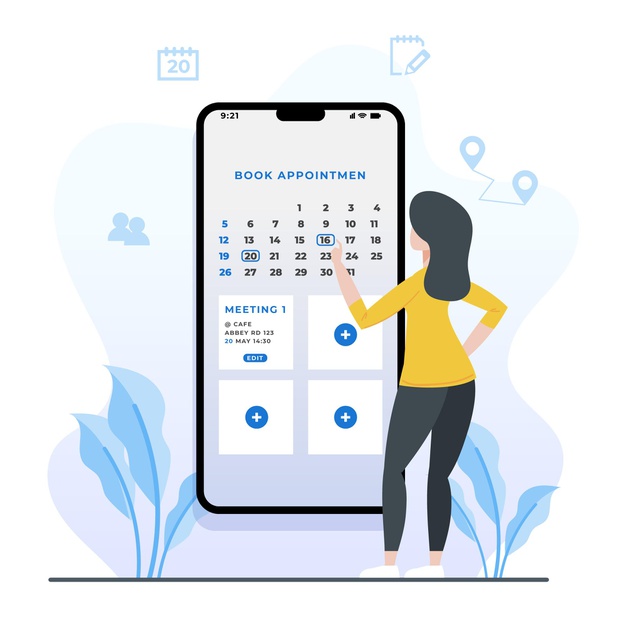 20
9:21
BOOK APPOINTMEN
1 2 3 4
5 6 7 8 9 10 11
12 13 14 15 16 17 18
19 20 21 22 23 24 25
26 27 28 29 30 31
MEETING 1
@ CAFE
ABBEY RD 123
20 MAY 14:30
EDIT